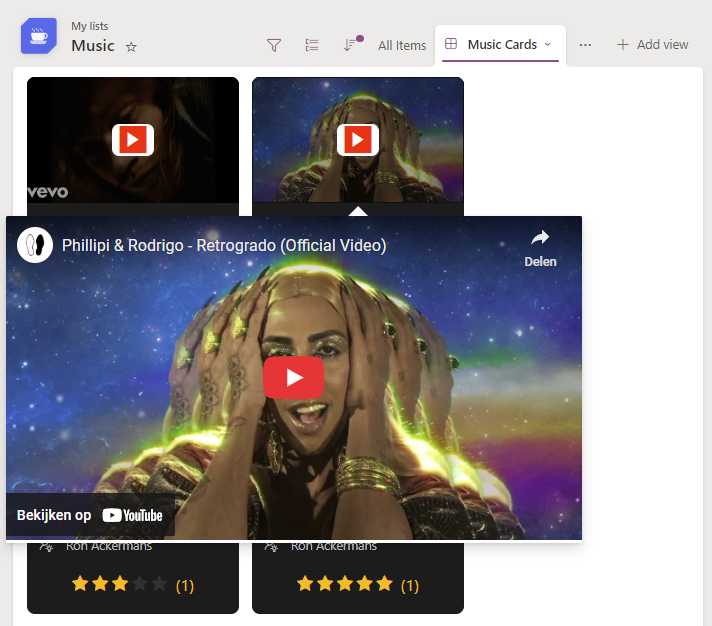 My lists
Music
All Items
Music Cards
Add view
vevo
Phillipi & Rodrigo - Retrogrado (Official Video)
Delen
Bekijken op YouTube
Ron Ackermans
Ron Ackermans
(1)
(1)